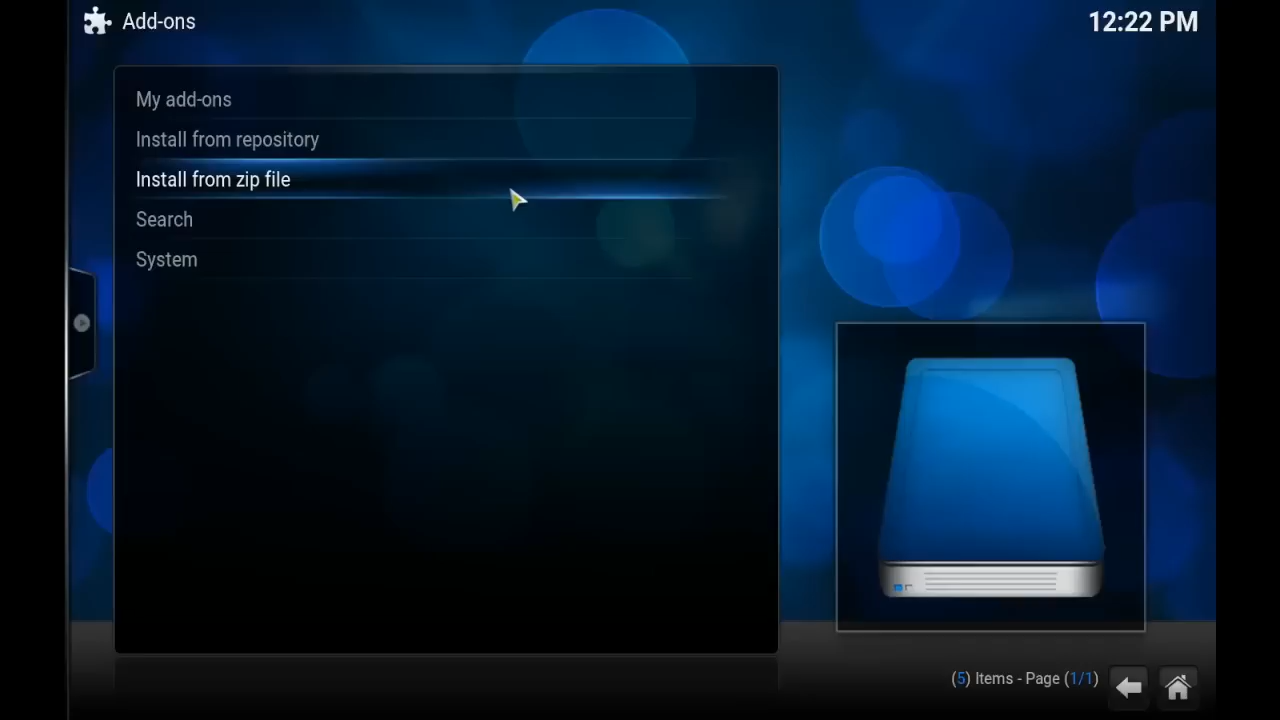 Add-ons
12:22 PM
My add-ons
Install from repository
Install from zip file
Search
System
(5) Items - Page (1/1)